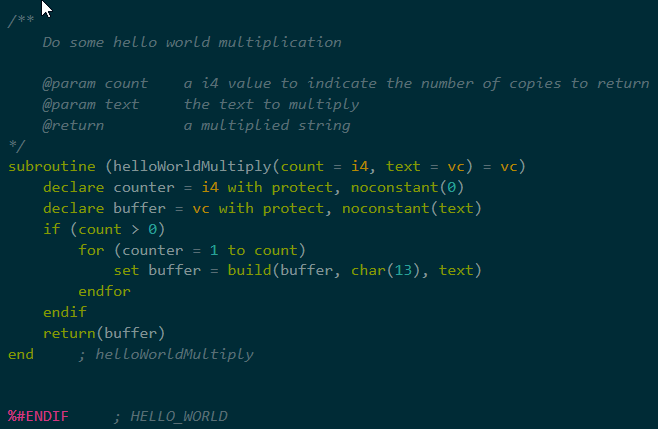 /**
    Do some hello world multiplication

    @param count    a i4 value to indicate the number of copies to return
    @param text     the text to multiply
    @return         a multiplied string
*/
subroutine (helloWorldMultiply(count = i4, text = vc) = vc)
    declare counter = i4 with protect, noconstant(0)
    declare buffer = vc with protect, noconstant(text)
    if (count > 0)
        for (counter = 1 to count)
            set buffer = build(buffer, char(13), text)
        endfor
    endif
    return(buffer)
end     ; helloWorldMultiply

%#ENDIF     ; HELLO_WORLD